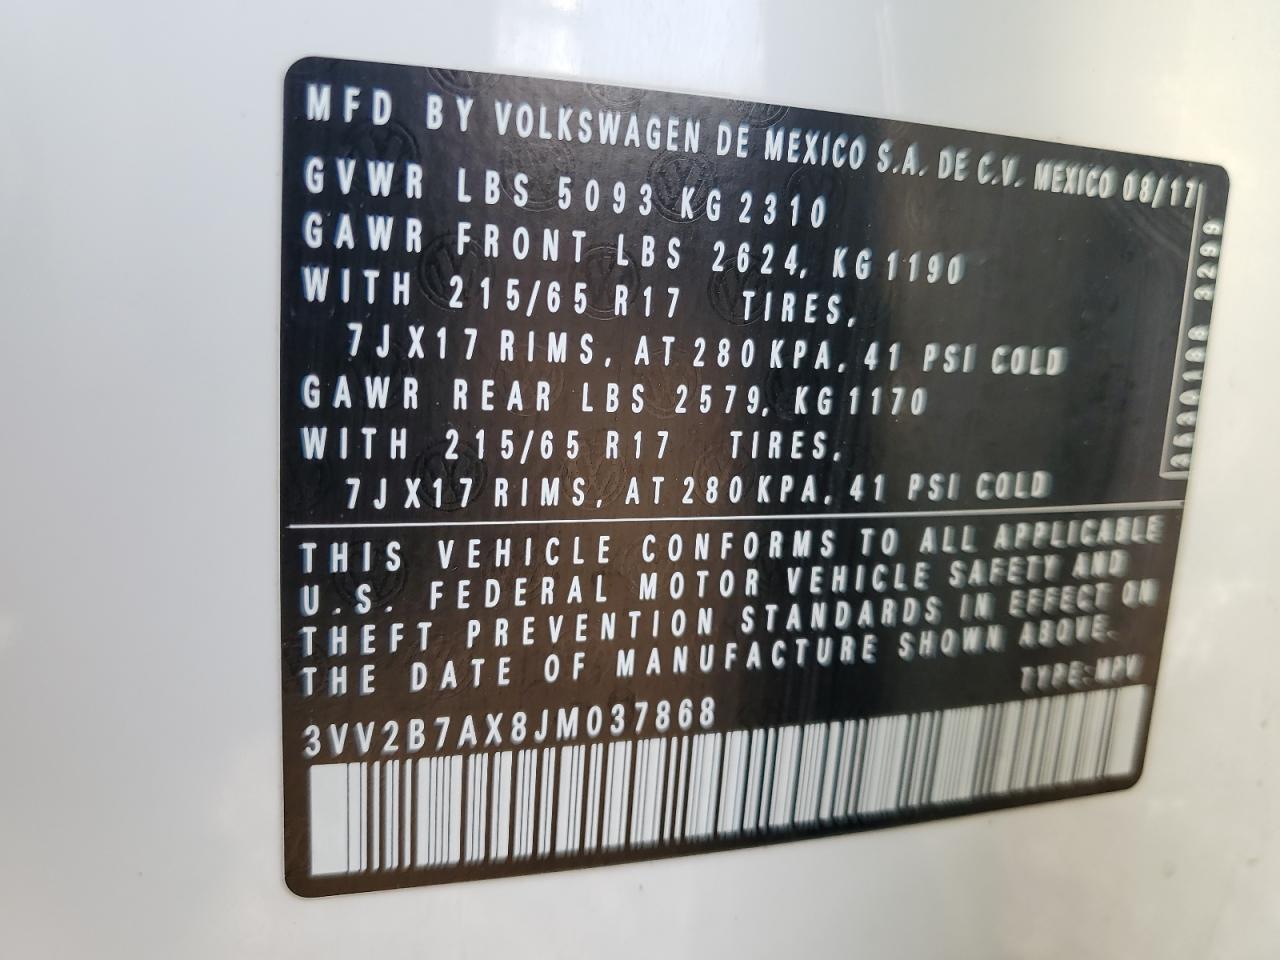 MFD BY VOLKSWAGEN DE MEXICO S.A. DE C.V. MEXICO 08/17
GVWR LBS 5093 KG 2310
GAWR FRONT LBS 2624, KG 1190
WITH 215/65 R17 TIRES,
7JX17 RIMS, AT 280 KPA, 41 PSI COLD
GAWR REAR LBS 2579, KG 1170
WITH 215/65 R17 TIRES,
7JX17 RIMS, AT 280 KPA, 41 PSI COLD
THIS VEHICLE CONFORMS TO ALL APPLICABLE
U.S. FEDERAL MOTOR VEHICLE SAFETY AND
THEFT PREVENTION STANDARDS IN EFFECT ON
THE DATE OF MANUFACTURE SHOWN ABOVE.
TYPE: MPV
3VV2B7AX8JM037868